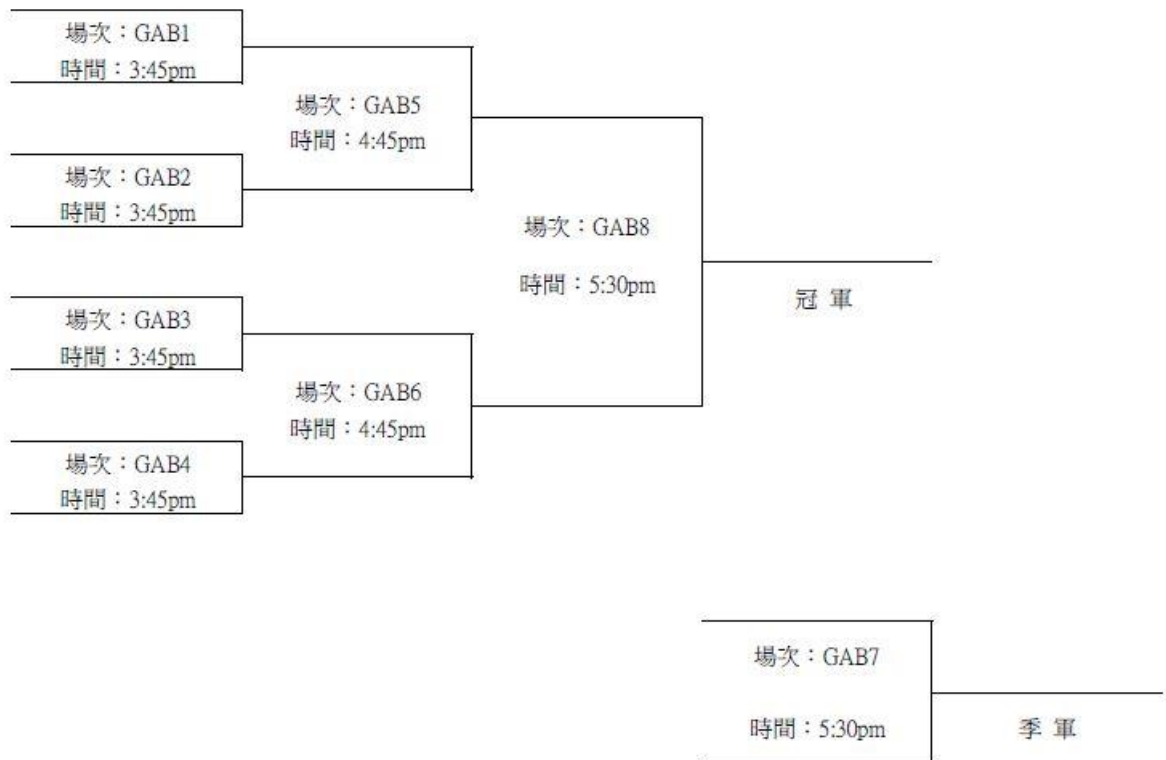 場次：GAB1
時間：3:45pm
場次：GAB5
時間：4:45pm
場次：GAB2
時間：3:45pm
場次：GAB8
時間：5:30pm
冠 軍
場次：GAB3
時間：3:45pm
場次：GAB6
時間：4:45pm
場次：GAB4
時間：3:45pm
場次：GAB7
時間：5:30pm
季 軍